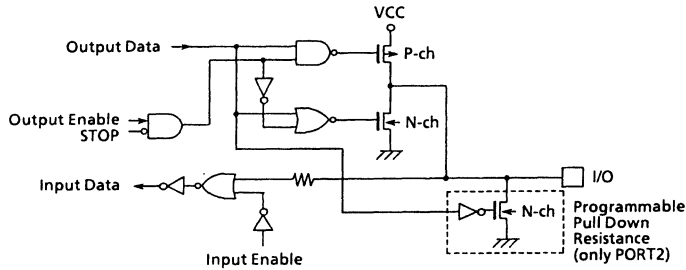 VCC
Output Data
P-ch
Output Enable
STOP
N-ch
Input Data
I/O
N-ch
Programmable
Pull Down
Resistance
(only PORT2)
Input Enable